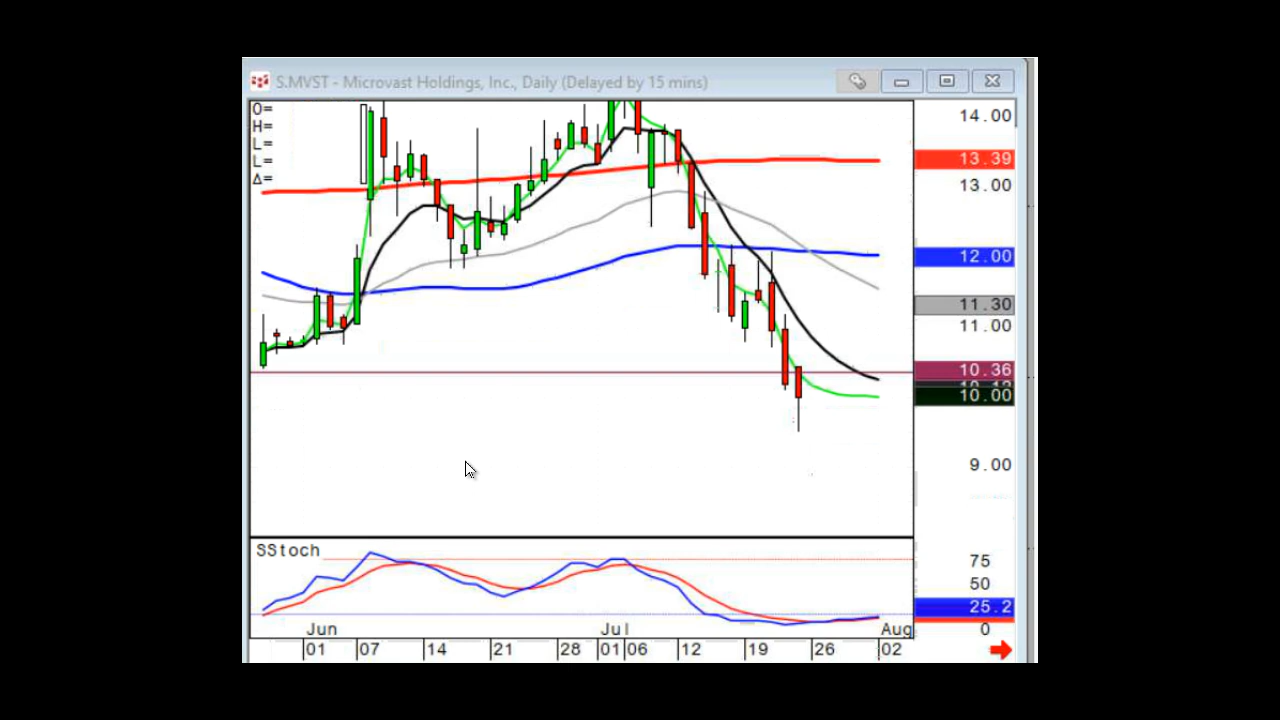 S.MVST - Microvast Holdings, Inc., Daily (Delayed by 15 mins)
O=
H=
L=
L=
Δ=
14.00
13.39
13.00
12.00
11.30
11.00
10.36
10.00
9.00
SStoch
75
50
25.2
0
Jun Jul Aug
01 07 14 21 28 01 06 12 19 26 02